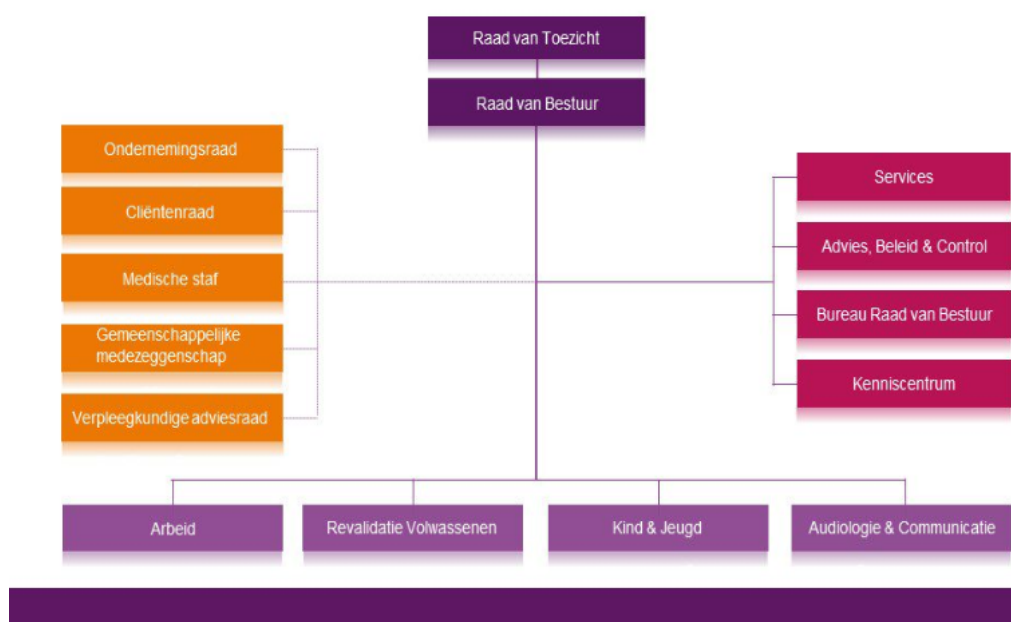 Raad van Toezicht
Raad van Bestuur
Ondernemingsraad
Cliëntenraad
Medische staf
Gemeenschappelijke
medezeggenschap
Verpleegkundige adviesraad
Services
Advies, Beleid & Control
Bureau Raad van Bestuur
Kenniscentrum
Arbeid
Revalidatie Volwassenen
Kind & Jeugd
Audiologie & Communicatie